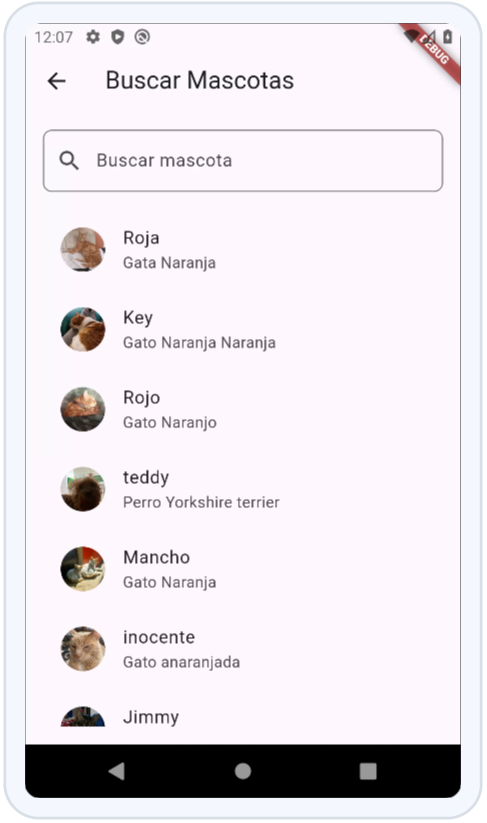 12:07
DEBUG
Buscar Mascotas
Buscar mascota
Roja
Gata Naranja
Key
Gato Naranja Naranja
Rojo
Gato Naranjo
teddy
Perro Yorkshire terrier
Mancho
Gato Naranja
inocente
Gato anaranjada
Jimmy